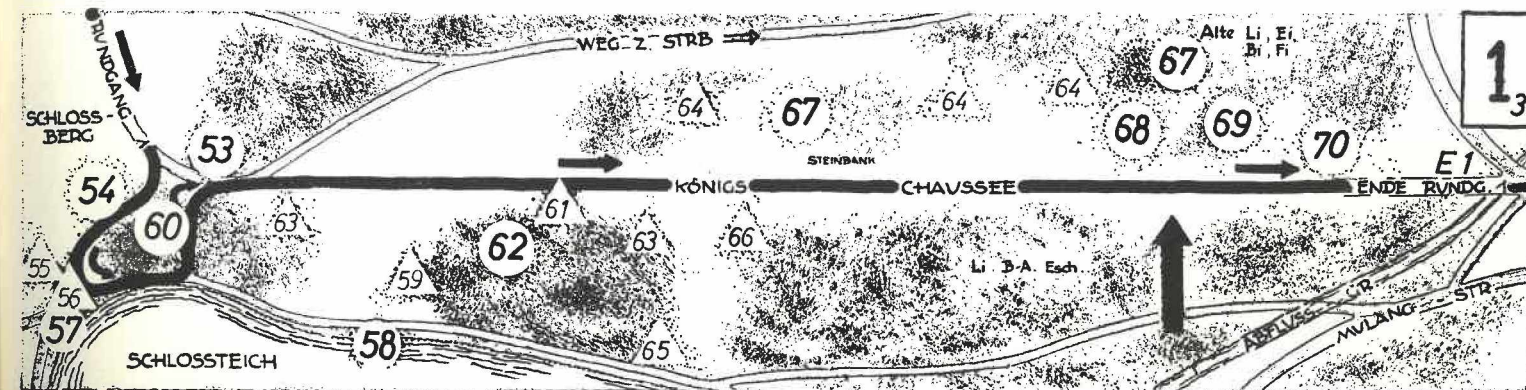 RUNDGANG 1
SCHLOSS-
BERG
WEG Z. STRB
Alte Li, Ei,
Bi, Fi
67
1
3
64
67
64
64
68
69
70
53
54
STEINBANK
E1
KÖNIGS CHAUSSEE
ENDE RUNDG. 1
60
63
61
62
63
66
55
56
59
Li B-A. Esch.
57
58
65
SCHLOSSTEICH
ABFLUSS GR.
MULANG - STR